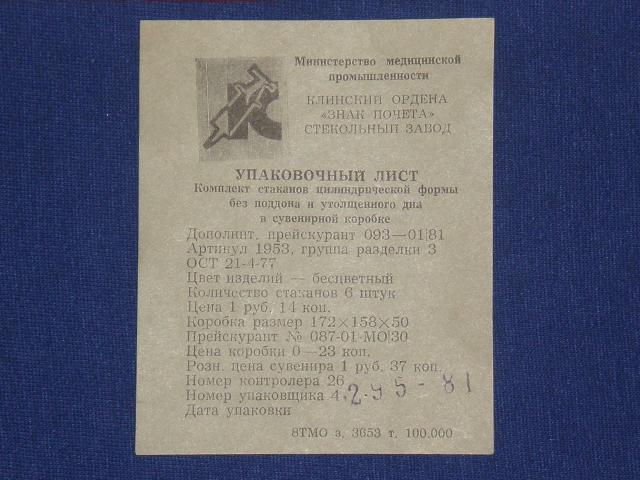 Министерство медицинской
промышленности
КЛИНСКИЙ ОРДЕНА
«ЗНАК ПОЧЕТА»
СТЕКОЛЬНЫЙ ЗАВОД
УПАКОВОЧНЫЙ ЛИСТ
Комплект стаканов цилиндрической формы
без поддона и утолщенного дна
в сувенирной коробке
Дополнит. прейскурант 093—01|81
Артикул 1953, группа разделки 3
ОСТ 21-4-77
Цвет изделий — бесцветный
Количество стаканов 6 штук
Цена 1 руб. 14 коп.
Коробка размер 172×158×50
Прейскурант № 087-01-МО|30
Цена коробки 0—23 коп.
Розн. цена сувенира 1 руб. 37 коп.
Номер контролера 26
Номер упаковщика 4
Дата упаковки
8ТМО з. 3653 т. 100.000